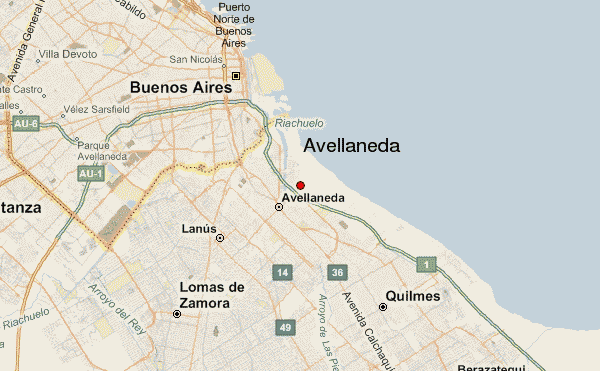 Cabildo
Puerto
Norte de
Buenos
Aires
Avenida General
Villa Devoto
San Nicolás
Buenos Aires
Castro
Vélez Sarsfield
AU-6
Riachuelo
Parque
Avellaneda
Avellaneda
AU-1
Avellaneda
tanza
Lanús
14
36
1
Lomas de
Zamora
Arroyo del Rey
Quilmes
Riachuelo
49
Arroyo de Las Pie
Avenida Calchaquí
Berazategui